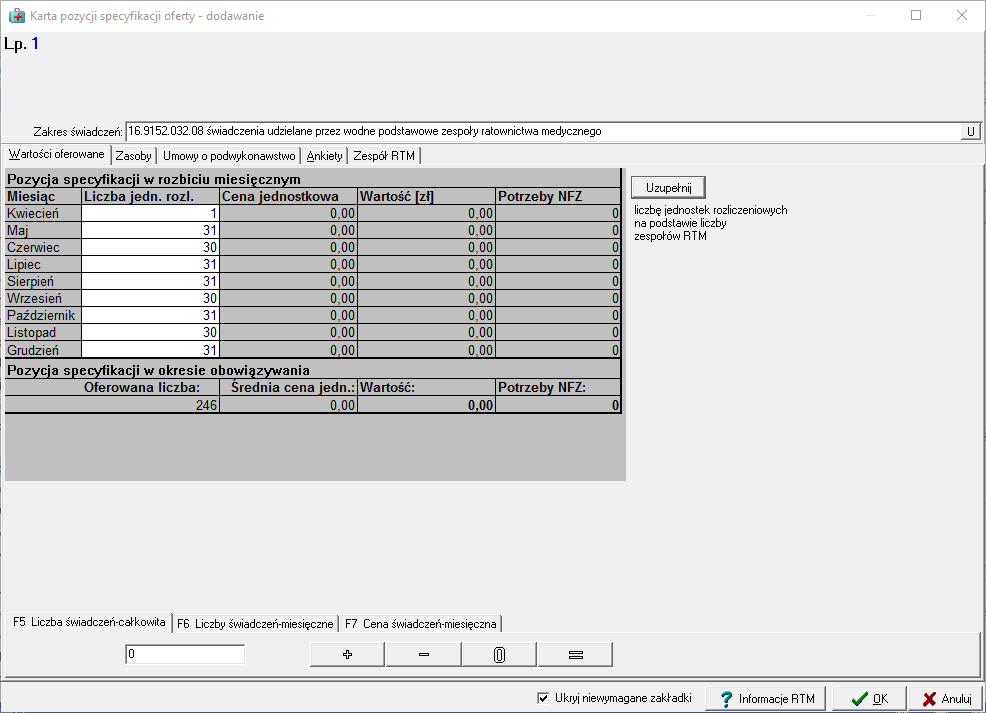 Karta pozycji specyfikacji oferty - dodawanie
Lp. 1
Zakres świadczeń: 16.9152.032.08 świadczenia udzielane przez wodne podstawowe zespoły ratownictwa medycznego U
Wartości oferowane Zasoby Umowy o podwykonawstwo Ankiety Zespół RTM
Pozycja specyfikacji w rozbiciu miesięcznym
Miesiąc Liczba jedn. rozl. Cena jednostkowa Wartość [zł] Potrzeby NFZ
Kwiecień 1 0,00 0,00 0
Maj 31 0,00 0,00 0
Czerwiec 30 0,00 0,00 0
Lipiec 31 0,00 0,00 0
Sierpień 31 0,00 0,00 0
Wrzesień 30 0,00 0,00 0
Październik 31 0,00 0,00 0
Listopad 30 0,00 0,00 0
Grudzień 31 0,00 0,00 0
Pozycja specyfikacji w okresie obowiązywania
Oferowana liczba: Średnia cena jedn.: Wartość: Potrzeby NFZ:
246 0,00 0,00 0
Uzupełnij
liczbę jednostek rozliczeniowych
na podstawie liczby
zespołów RTM
F5 Liczba świadczeń-całkowita F6 Liczby świadczeń-miesięczne F7 Cena świadczeń-miesięczna
0 + - 0 =
Ukryj niewymagane zakładki ? Informacje RTM OK Anuluj